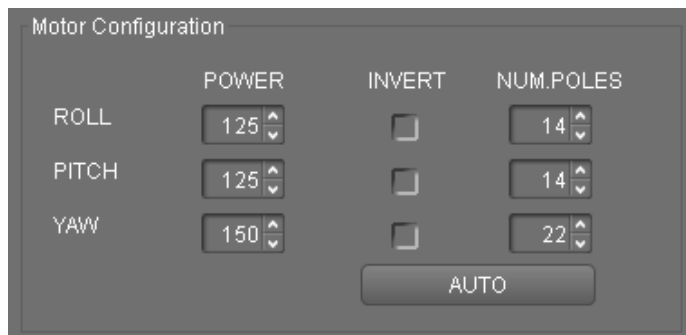 Motor Configuration
POWER INVERT NUM.POLES
ROLL 125 14
PITCH 125 14
YAW 150 22
AUTO